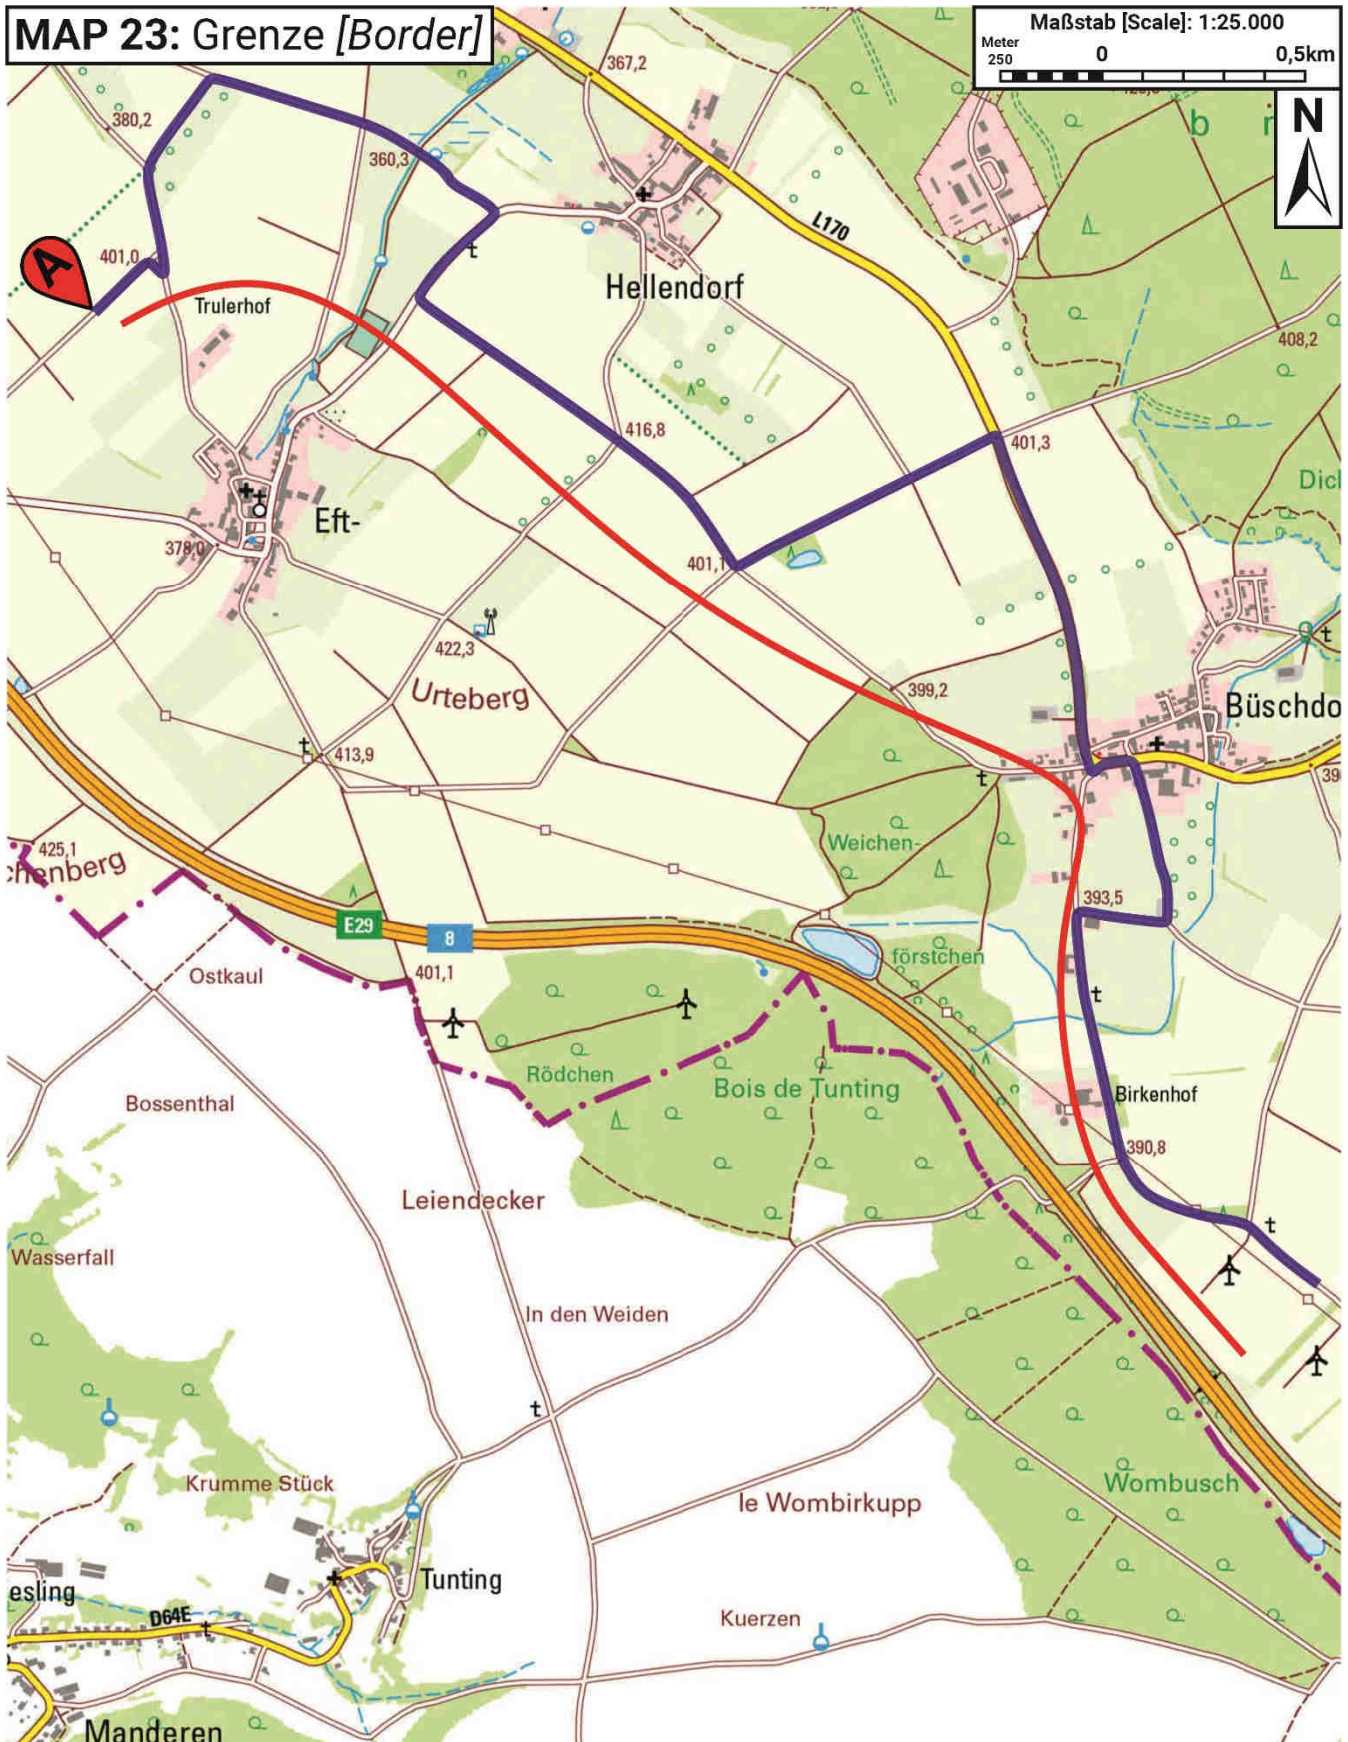 MAP 23: Grenze [Border]
Maßstab [Scale]: 1:25.000
Meter
250
0
0,5km
N
367,2
380,2
360,3
b
401,0
A
L170
Hellendorf
Trulerhof
408,2
416,8
401,3
Dicl
Eft-
378,0
401,1
422,3
Urteberg
399,2
Büschdo
413,9
39
425,1
chenberg
Weichen-
393,5
E29
8
förstchen
Ostkaul
401,1
Rödchen
Bois de Tunting
Birkenhof
Bossenthal
390,8
Leiendecker
Wasserfall
In den Weiden
Krumme Stück
Wombusch
le Wombirkupp
Tunting
esling
D64E
Kuerzen
Manderen